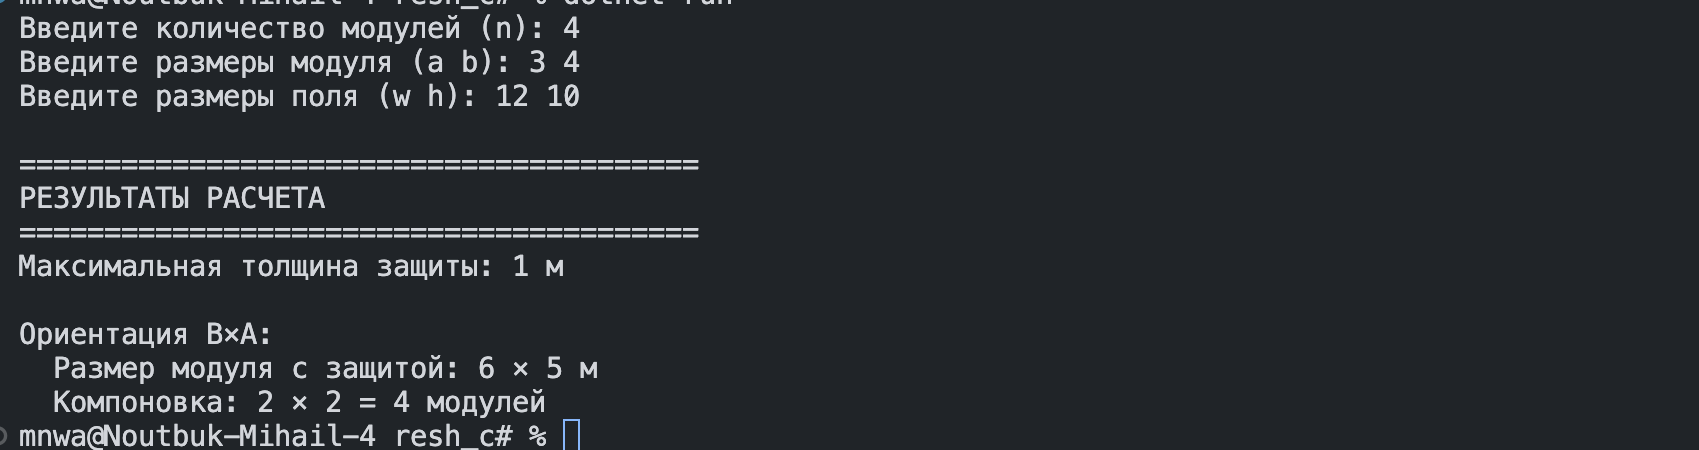 mnwa@Noutbuk-Mihail-4 resh_c# % dotnet run
Введите количество модулей (n): 4
Введите размеры модуля (a b): 3 4
Введите размеры поля (w h): 12 10
========================================
РЕЗУЛЬТАТЫ РАСЧЕТА
========================================
Максимальная толщина защиты: 1 м
Ориентация B×A:
Размер модуля с защитой: 6 × 5 м
Компоновка: 2 × 2 = 4 модулей
mnwa@Noutbuk-Mihail-4 resh_c# %